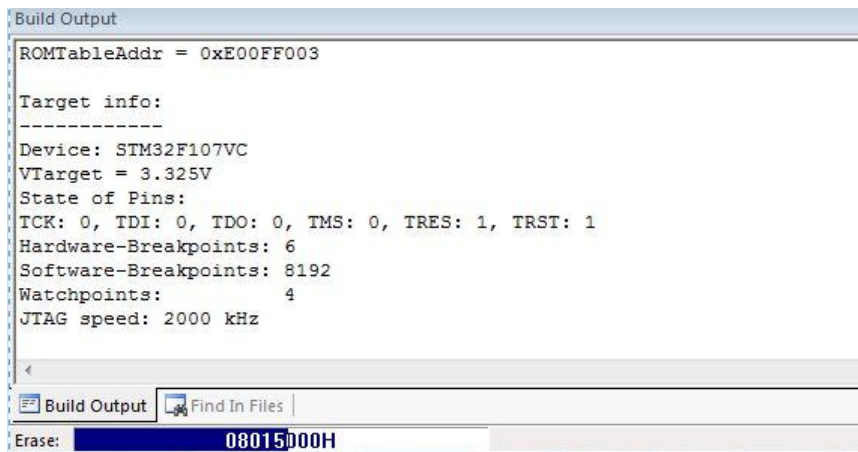 Build Output
ROMTableAddr = 0xE00FF003
Target info:
------------
Device: STM32F107VC
VTarget = 3.325V
State of Pins:
TCK: 0, TDI: 0, TDO: 0, TMS: 0, TRES: 1, TRST: 1
Hardware-Breakpoints: 6
Software-Breakpoints: 8192
Watchpoints: 4
JTAG speed: 2000 kHz
Build Output Find In Files
Erase: 08015000H